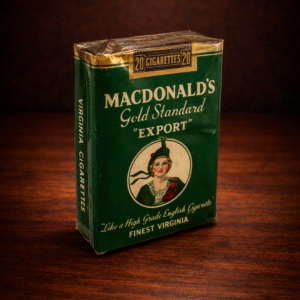 20 CIGARETTES 20
MACDONALD'S
Gold Standard
"EXPORT"
"Like a High Grade English Cigarette"
FINEST VIRGINIA
VIRGINIA CIGARETTES